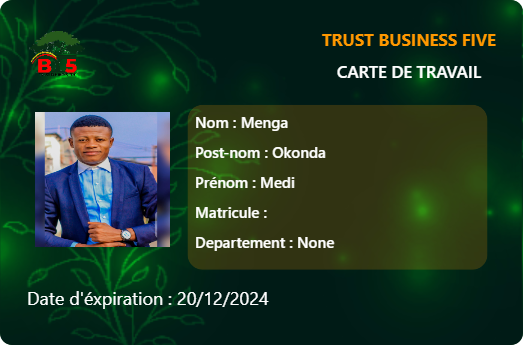 TRUST BUSINESS FIVE
CARTE DE TRAVAIL
B 5
Nom : Menga
Post-nom : Okonda
Prénom : Medi
Matricule :
Departement : None
Date d'éxpiration : 20/12/2024